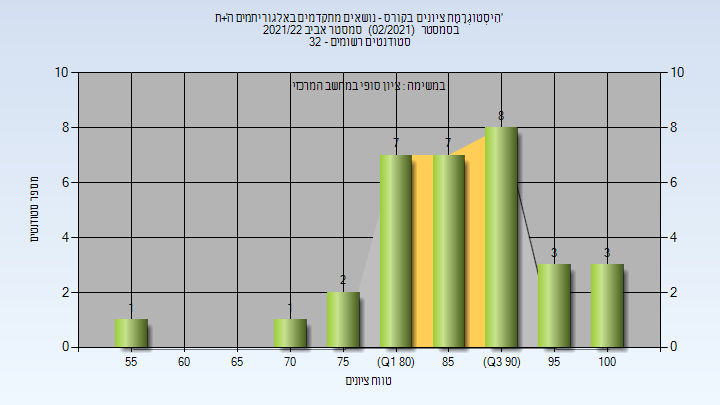 הִיסְטוֹגְרָמַת ציונים בקורס - נושאים מתקדמים באלגוריתמים ה'+ת'
בסמסטר (02/2021) סמסטר אביב 2021/22
סטודנטים רשומים - 32
במשימה : ציון סופי במחשב המרכזי
מספר סטודנטים
10 10
8 8
6 6
4 4
2 2
0 0
1 1 2 7 7 8 3 3
55 60 65 70 75 (Q1 80) 85 (Q3 90) 95 100
טווח ציונים